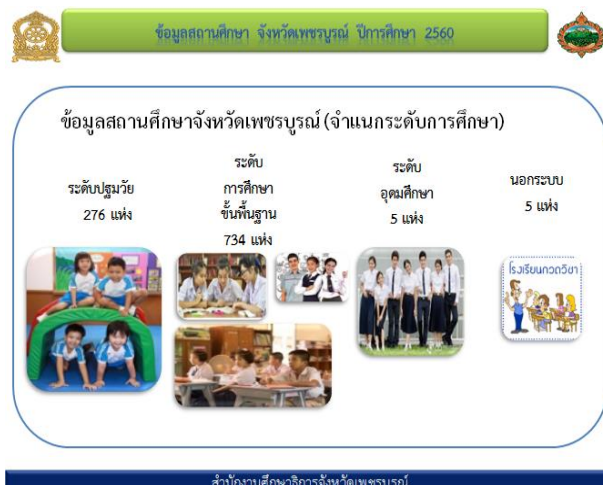 ข้อมูลสถานศึกษา จังหวัดเพชรบูรณ์ ปีการศึกษา 2560
ข้อมูลสถานศึกษาจังหวัดเพชรบูรณ์ (จำแนกระดับการศึกษา)
ระดับปฐมวัย
276 แห่ง
ระดับ
การศึกษา
ขั้นพื้นฐาน
734 แห่ง
ระดับ
อุดมศึกษา
5 แห่ง
นอกระบบ
5 แห่ง
โรงเรียนกวดวิชา
สำนักงานศึกษาธิการจังหวัดเพชรบูรณ์